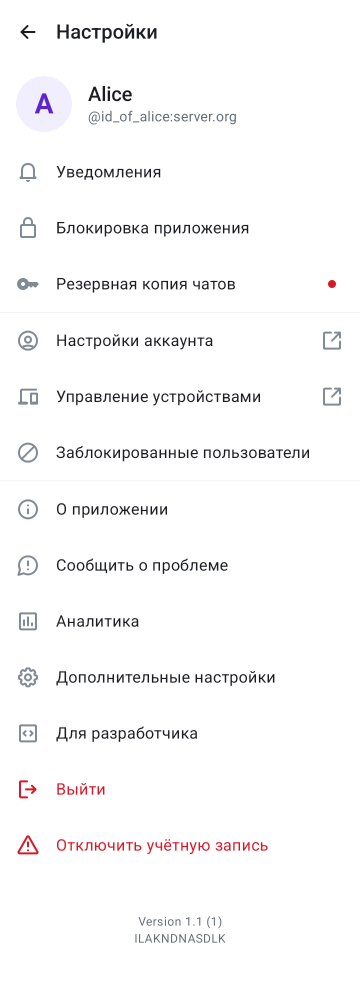 Настройки
A
Alice
@id_of_alice:server.org
Уведомления
Блокировка приложения
Резервная копия чатов
Настройки аккаунта
Управление устройствами
Заблокированные пользователи
О приложении
Сообщить о проблеме
Аналитика
Дополнительные настройки
Для разработчика
Выйти
Отключить учётную запись
Version 1.1 (1)
ILAKNDNASDLK